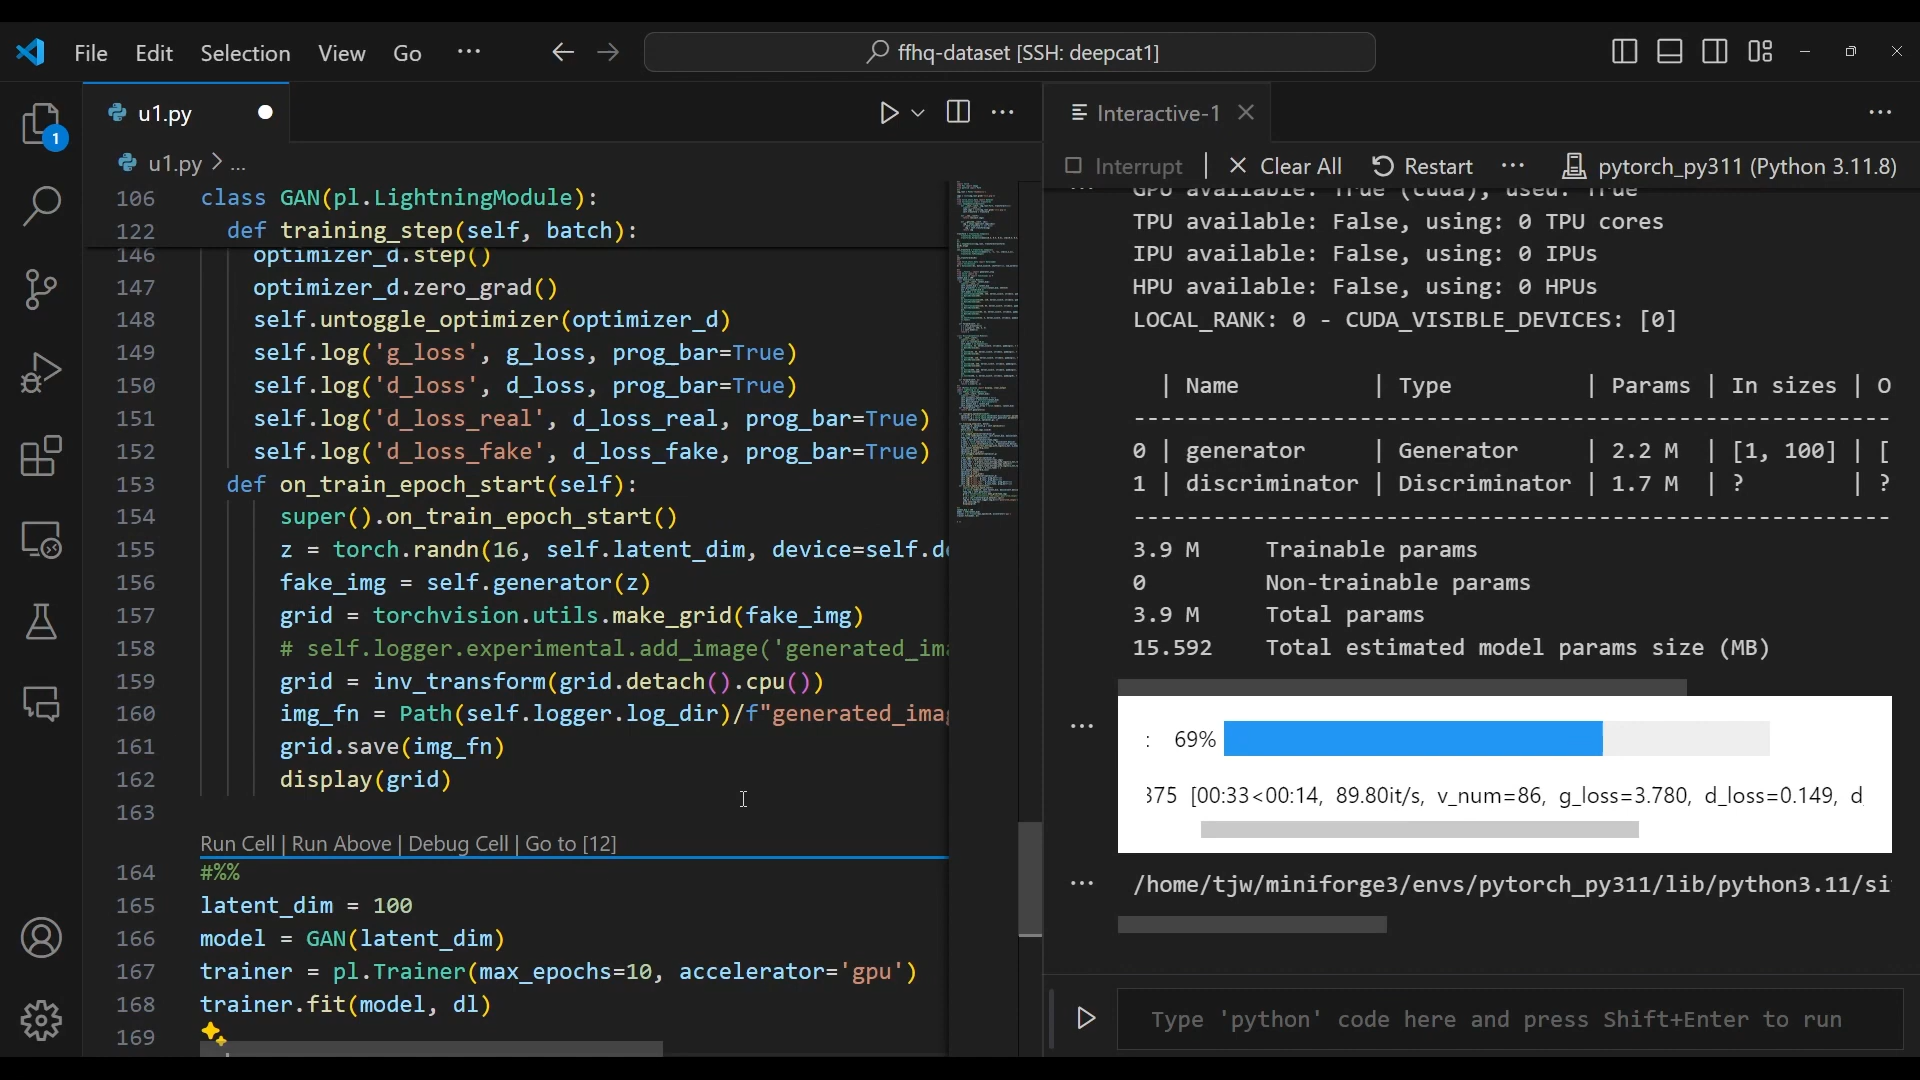 File Edit Selection View Go ···
ffhq-dataset [SSH: deepcat1]
u1.py
u1.py > ...
106 class GAN(pl.LightningModule):
122 def training_step(self, batch):
146 optimizer_d.step()
147 optimizer_d.zero_grad()
148 self.untoggle_optimizer(optimizer_d)
149 self.log('g_loss', g_loss, prog_bar=True)
150 self.log('d_loss', d_loss, prog_bar=True)
151 self.log('d_loss_real', d_loss_real, prog_bar=True)
152 self.log('d_loss_fake', d_loss_fake, prog_bar=True)
153 def on_train_epoch_start(self):
154 super().on_train_epoch_start()
155 z = torch.randn(16, self.latent_dim, device=self.d
156 fake_img = self.generator(z)
157 grid = torchvision.utils.make_grid(fake_img)
158 # self.logger.experimental.add_image('generated_im
159 grid = inv_transform(grid.detach().cpu())
160 img_fn = Path(self.logger.log_dir)/f"generated_ima
161 grid.save(img_fn)
162 display(grid)
163
Run Cell | Run Above | Debug Cell | Go to [12]
164 #%%
165 latent_dim = 100
166 model = GAN(latent_dim)
167 trainer = pl.Trainer(max_epochs=10, accelerator='gpu')
168 trainer.fit(model, dl)
169
1
Interactive-1
Interrupt | Clear All Restart ··· pytorch_py311 (Python 3.11.8)
GPU available: True (cuda), used: True
TPU available: False, using: 0 TPU cores
IPU available: False, using: 0 IPUs
HPU available: False, using: 0 HPUs
LOCAL_RANK: 0 - CUDA_VISIBLE_DEVICES: [0]
| Name | Type | Params | In sizes | O
---------------------------------------------------------
0 | generator | Generator | 2.2 M | [1, 100] | [
1 | discriminator | Discriminator | 1.7 M | ? | ?
---------------------------------------------------------
3.9 M Trainable params
0 Non-trainable params
3.9 M Total params
15.592 Total estimated model params size (MB)
: 69%
375 [00:33<00:14, 89.80it/s, v_num=86, g_loss=3.780, d_loss=0.149, d
/home/tjw/miniforge3/envs/pytorch_py311/lib/python3.11/si
Type 'python' code here and press Shift+Enter to run